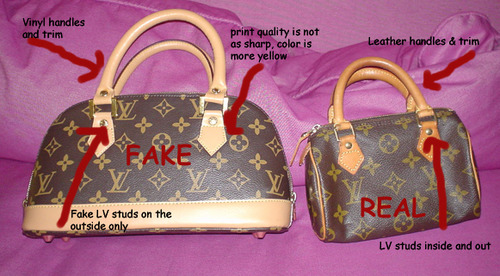 Vinyl handles
and trim
print quality is not
as sharp, color is
more yellow
Leather handles & trim
FAKE
REAL
Fake LV studs on the
outside only
LV studs inside and out